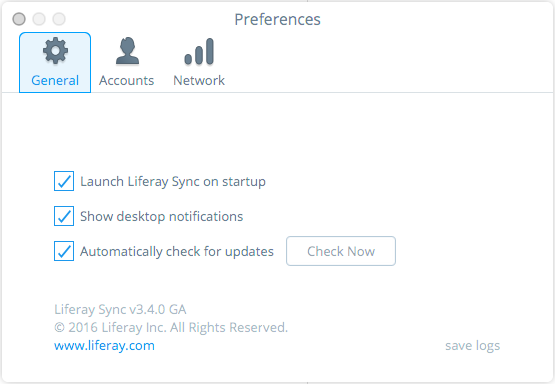 Preferences
General Accounts Network
Launch Liferay Sync on startup
Show desktop notifications
Automatically check for updates Check Now
Liferay Sync v3.4.0 GA
© 2016 Liferay Inc. All Rights Reserved.
www.liferay.com save logs